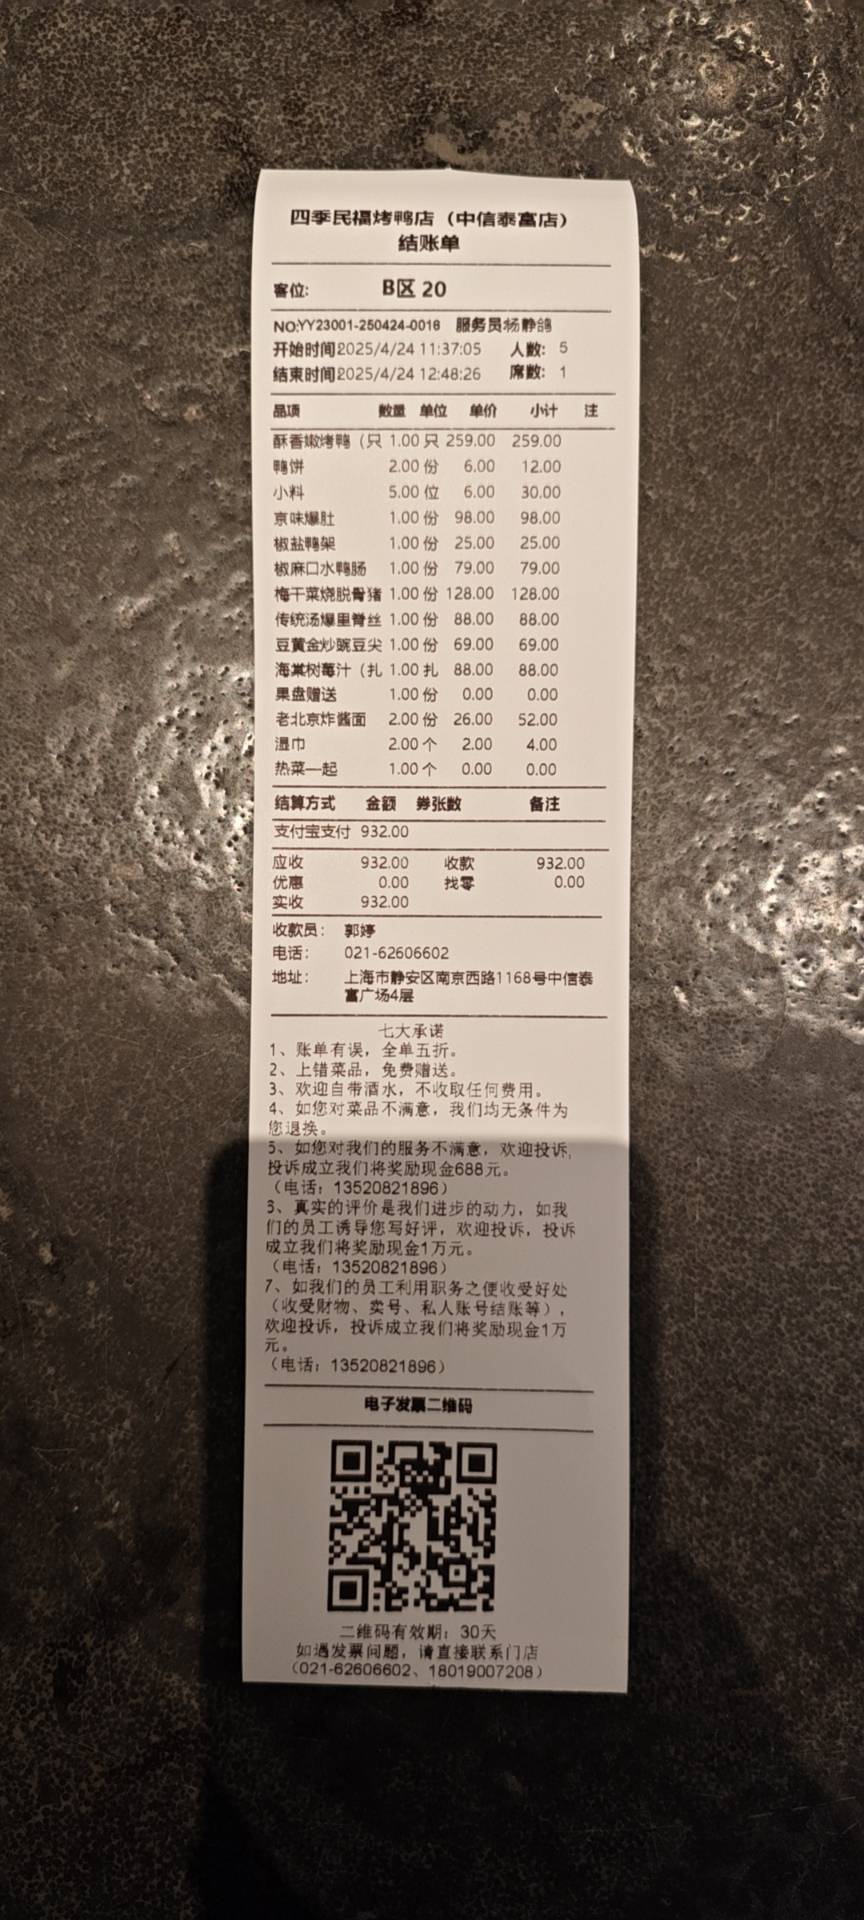 四季民福烤鸭店（中信泰富店）
结账单
客位: B区 20
NO:YY23001-250424-0016 服务员:杨静鸽
开始时间2025/4/24 11:37:05 人数: 5
结束时间2025/4/24 12:48:26 席数: 1
品项 数量 单位 单价 小计 注
酥香嫩烤鸭（只 1.00 只 259.00 259.00
鸭饼 2.00 份 6.00 12.00
小料 5.00 位 6.00 30.00
京味爆肚 1.00 份 98.00 98.00
椒盐鸭架 1.00 份 25.00 25.00
椒麻口水鸭肠 1.00 份 79.00 79.00
梅干菜烧脱骨猪 1.00 份 128.00 128.00
传统汤爆里脊丝 1.00 份 88.00 88.00
豆黄金炒豌豆尖 1.00 份 69.00 69.00
海棠树莓汁（扎 1.00 扎 88.00 88.00
果盘赠送 1.00 份 0.00 0.00
老北京炸酱面 2.00 份 26.00 52.00
湿巾 2.00 个 2.00 4.00
热菜一起 1.00 个 0.00 0.00
结算方式 金额 券张数 备注
支付宝支付 932.00
应收 932.00 收款 932.00
优惠 0.00 找零 0.00
实收 932.00
收款员: 郭婷
电话: 021-62606602
地址: 上海市静安区南京西路1168号中信泰
富广场4层
七大承诺
1、账单有误，全单五折。
2、上错菜品，免费赠送。
3、欢迎自带酒水，不收取任何费用。
4、如您对菜品不满意，我们均无条件为
您退换。
5、如您对我们的服务不满意，欢迎投诉,
投诉成立我们将奖励现金688元。
（电话：13520821896）
6、真实的评价是我们进步的动力，如我
们的员工诱导您写好评，欢迎投诉，投诉
成立我们将奖励现金1万元。
（电话：13520821896）
7、如我们的员工利用职务之便收受好处
（收受财物、卖号、私人账号结账等），
欢迎投诉，投诉成立我们将奖励现金1万
元。
（电话：13520821896）
电子发票二维码
二维码有效期：30天
如遇发票问题，请直接联系门店
（021-62606602、18019007208）